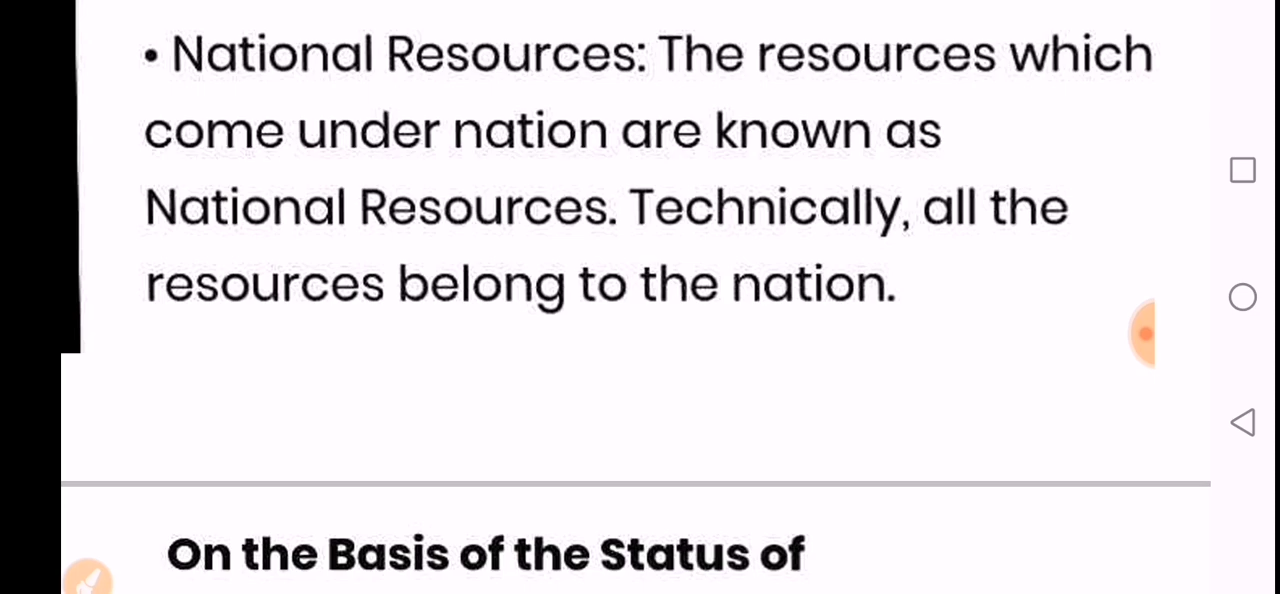 • National Resources: The resources which
come under nation are known as
National Resources. Technically, all the
resources belong to the nation.
On the Basis of the Status of